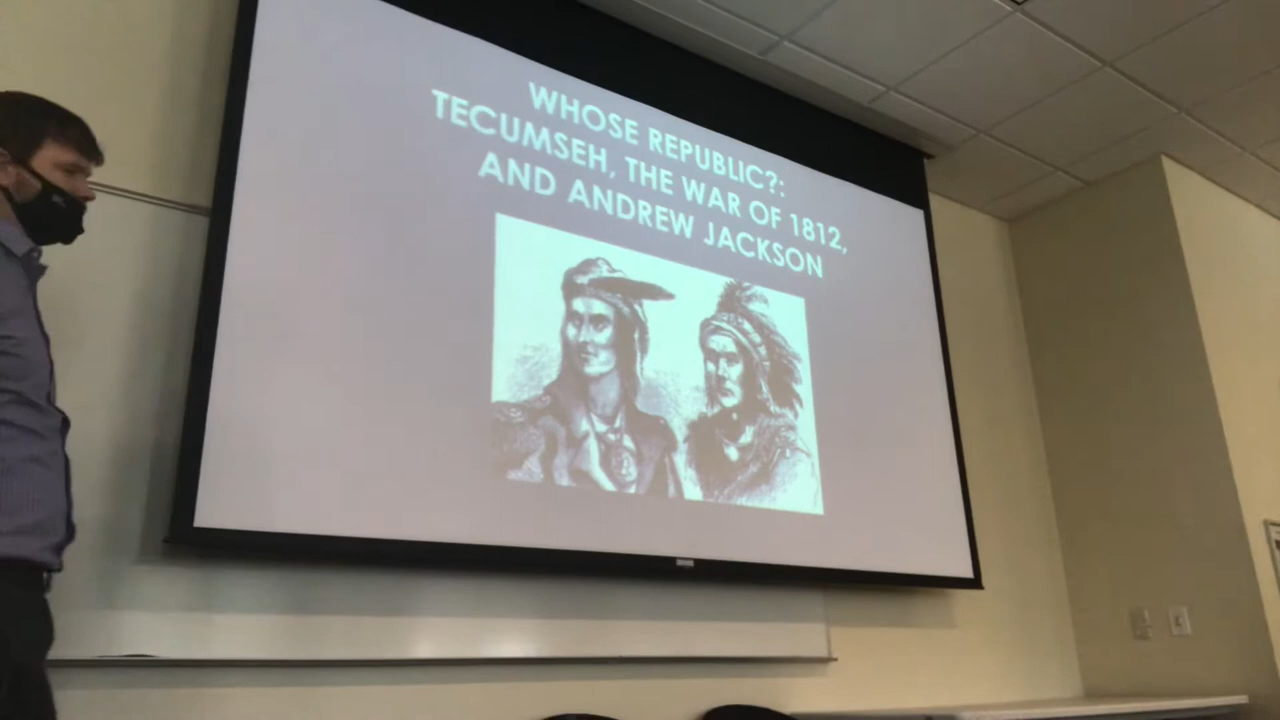 WHOSE REPUBLIC?:
TECUMSEH, THE WAR OF 1812,
AND ANDREW JACKSON